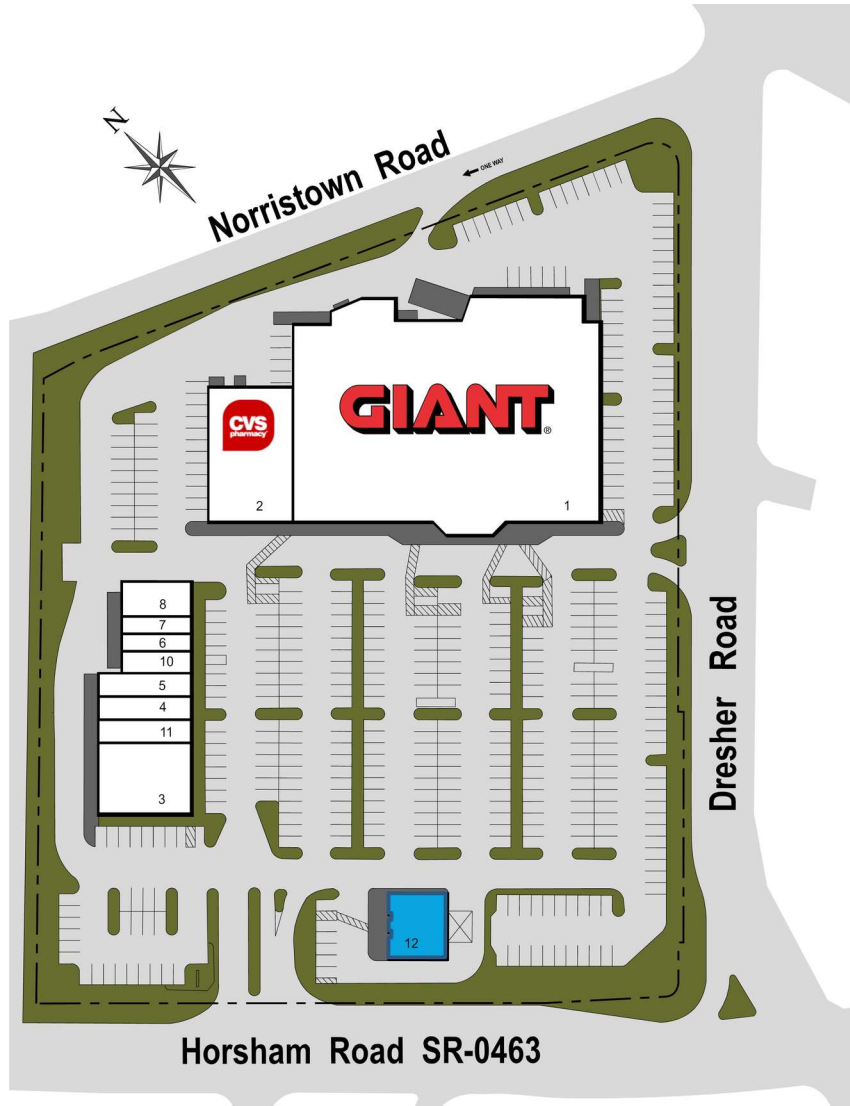 N
Norristown Road
ONE WAY
GIANT®
CVS
pharmacy
2
1
8
7
6
10
5
4
11
3
Dresher Road
12
Horsham Road SR-0463